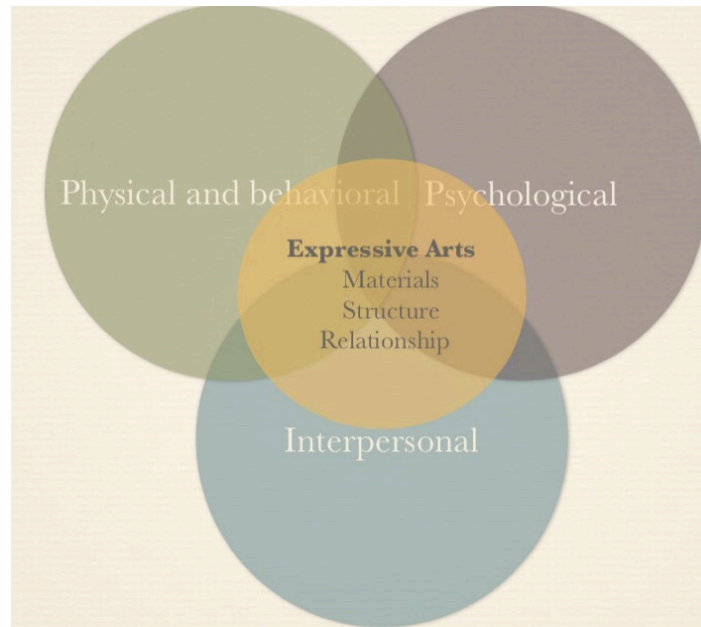 Physical and behavioral
Psychological
Expressive Arts
Materials
Structure
Relationship
Interpersonal